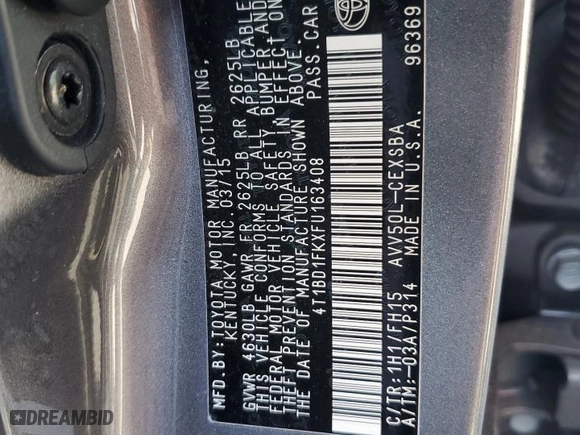 MFD.BY:TOYOTA MOTOR MANUFACTURING,
KENTUCKY, INC. 03/15
GVWR 4630LB GAWR FR 2625LB RR 2625LB
THIS VEHICLE CONFORMS TO ALL APPLICABLE
FEDERAL MOTOR VEHICLE SAFETY, BUMPER AND
THEFT PREVENTION STANDARDS IN EFFECT ON
THE DATE OF MANUFACTURE SHOWN ABOVE.
4T1BD1FKXFU163408 PASS.CAR
C/TR:1H1/FH15 AVV50L-CEXSBA
A/TM:-03A/P314 MADE IN U.S.A.
96369
DREAMBID